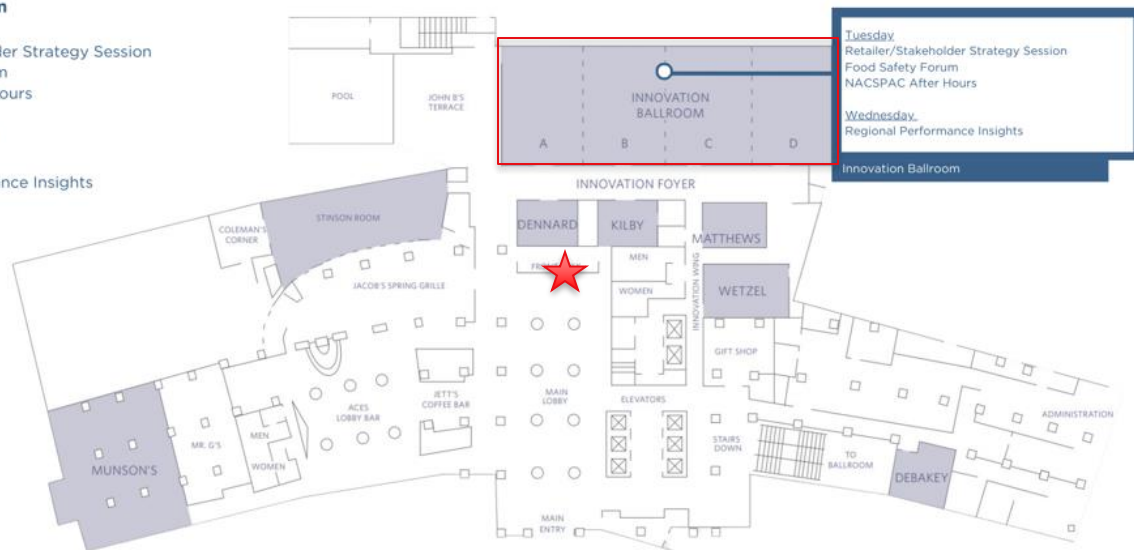 n
ler Strategy Session
m
ours
nce Insights
Tuesday
Retailer/Stakeholder Strategy Session
Food Safety Forum
NACSPAC After Hours
Wednesday
Regional Performance Insights
Innovation Ballroom
POOL
JOHN B'S
TERRACE
INNOVATION
BALLROOM
A
B
C
D
INNOVATION FOYER
STINSON ROOM
COLEMAN'S
CORNER
DENNARD
KILBY
MATTHEWS
MEN
WOMEN
INNOVATION WING
WETZEL
JACOB'S SPRING GRILLE
GIFT SHOP
JETT'S
COFFEE BAR
MAIN
LOBBY
ELEVATORS
ACES
LOBBY BAR
MR. G'S
MEN
WOMEN
MUNSON'S
STAIRS
DOWN
TO
BALLROOM
DEBAKEY
ADMINISTRATION
MAIN
ENTRY